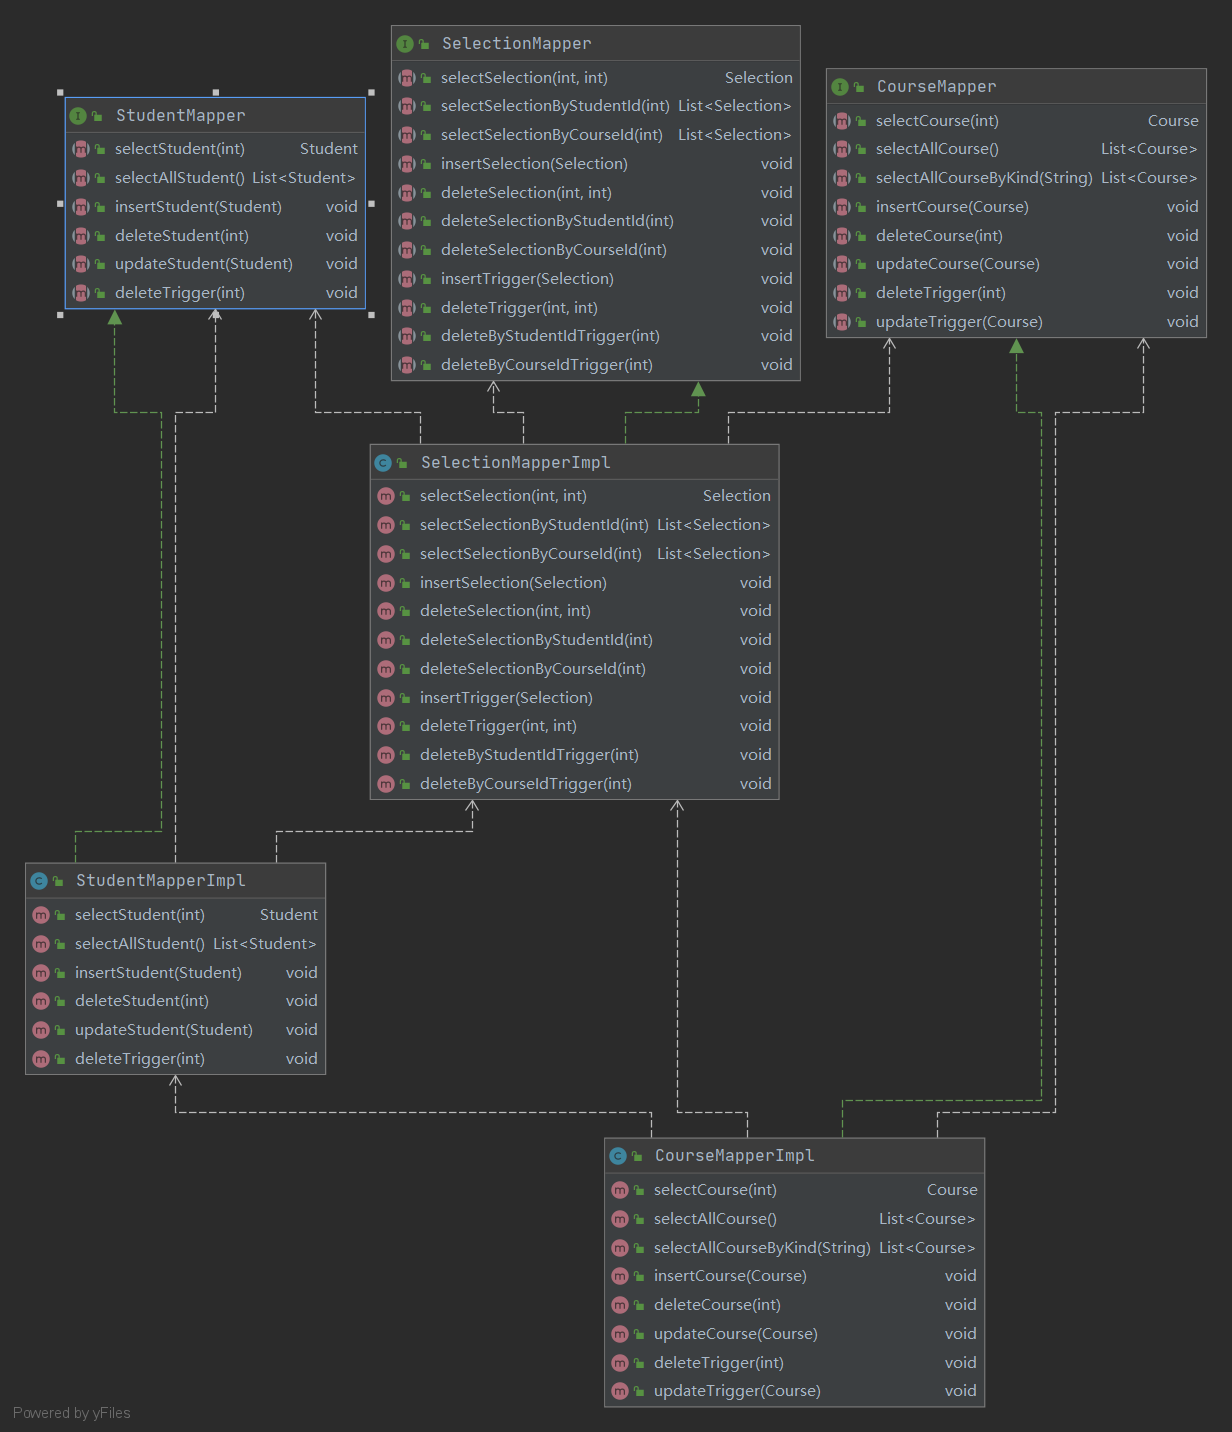 SelectionMapper
selectSelection(int, int) Selection
selectSelectionByStudentId(int) List<Selection>
selectSelectionByCourseId(int) List<Selection>
insertSelection(Selection) void
deleteSelection(int, int) void
deleteSelectionByStudentId(int) void
deleteSelectionByCourseId(int) void
insertTrigger(Selection) void
deleteTrigger(int, int) void
deleteByStudentIdTrigger(int) void
deleteByCourseIdTrigger(int) void
CourseMapper
selectCourse(int) Course
selectAllCourse() List<Course>
selectAllCourseByKind(String) List<Course>
insertCourse(Course) void
deleteCourse(int) void
updateCourse(Course) void
deleteTrigger(int) void
updateTrigger(Course) void
StudentMapper
selectStudent(int) Student
selectAllStudent() List<Student>
insertStudent(Student) void
deleteStudent(int) void
updateStudent(Student) void
deleteTrigger(int) void
SelectionMapperImpl
selectSelection(int, int) Selection
selectSelectionByStudentId(int) List<Selection>
selectSelectionByCourseId(int) List<Selection>
insertSelection(Selection) void
deleteSelection(int, int) void
deleteSelectionByStudentId(int) void
deleteSelectionByCourseId(int) void
insertTrigger(Selection) void
deleteTrigger(int, int) void
deleteByStudentIdTrigger(int) void
deleteByCourseIdTrigger(int) void
StudentMapperImpl
selectStudent(int) Student
selectAllStudent() List<Student>
insertStudent(Student) void
deleteStudent(int) void
updateStudent(Student) void
deleteTrigger(int) void
CourseMapperImpl
selectCourse(int) Course
selectAllCourse() List<Course>
selectAllCourseByKind(String) List<Course>
insertCourse(Course) void
deleteCourse(int) void
updateCourse(Course) void
deleteTrigger(int) void
updateTrigger(Course) void
Powered by yFiles